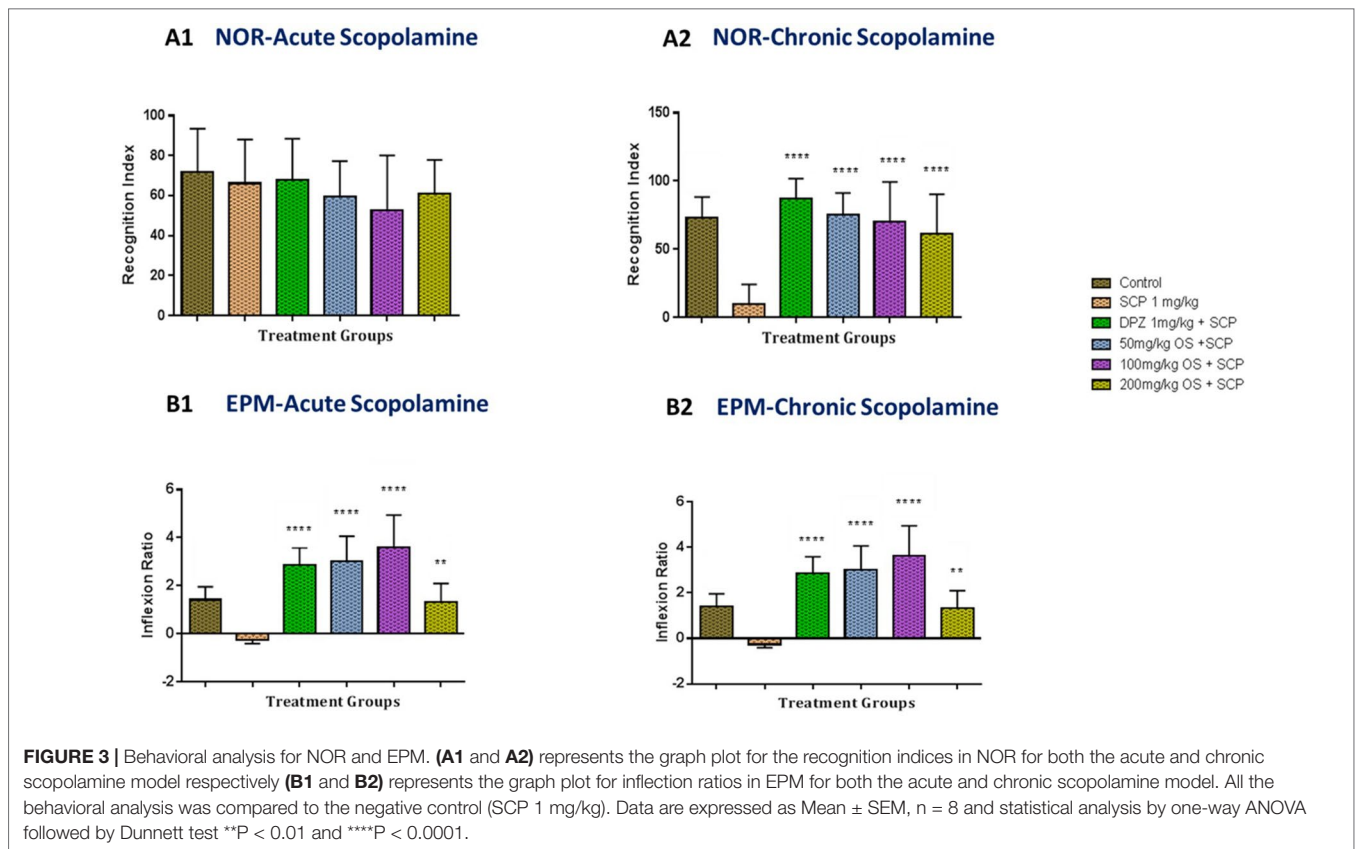 A1 NOR-Acute Scopolamine
100
80
60
40
20
0
Recognition Index
Treatment Groups
A2 NOR-Chronic Scopolamine
150
100
50
0
Recognition Index
**** **** **** ****
Treatment Groups
Control
SCP 1 mg/kg
DPZ 1mg/kg + SCP
50mg/kg OS +SCP
100mg/kg OS + SCP
200mg/kg OS + SCP
B1 EPM-Acute Scopolamine
6
4
2
0
-2
Inflexion Ratio
**** **** **** **
Treatment Groups
B2 EPM-Chronic Scopolamine
6
4
2
0
-2
Inflexion Ratio
**** **** **** **
Treatment Groups
FIGURE 3 | Behavioral analysis for NOR and EPM. (A1 and A2) represents the graph plot for the recognition indices in NOR for both the acute and chronic
scopolamine model respectively (B1 and B2) represents the graph plot for inflection ratios in EPM for both the acute and chronic scopolamine model. All the
behavioral analysis was compared to the negative control (SCP 1 mg/kg). Data are expressed as Mean ± SEM, n = 8 and statistical analysis by one-way ANOVA
followed by Dunnett test **P < 0.01 and ****P < 0.0001.